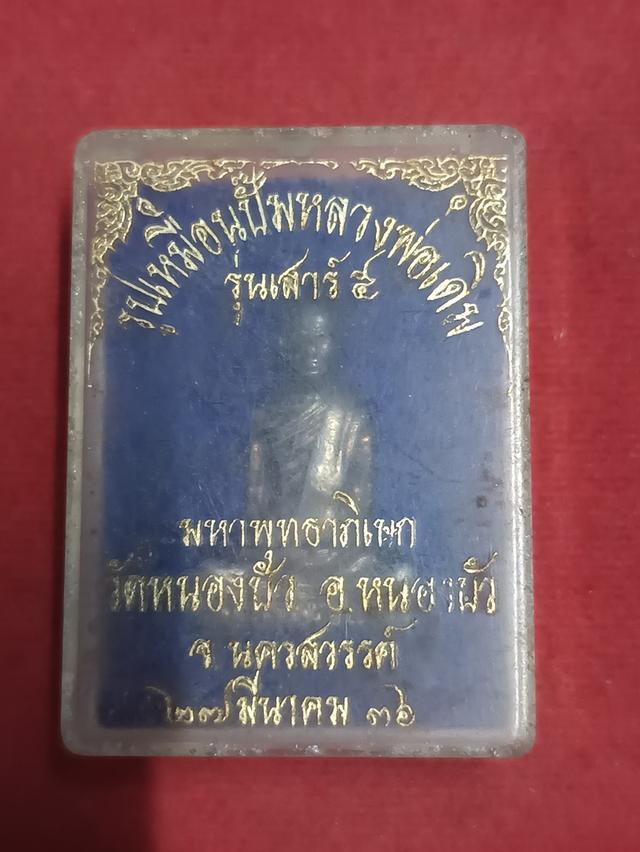 รูปเหมือนปั๊มหลวงพ่อเดิม
รุ่นเสาร์ ๕
มหาพุทธาภิเษก
วัดหนองบัว อ.หนองบัว
จ.นครสวรรค์
๒๗ มีนาคม ๓๖